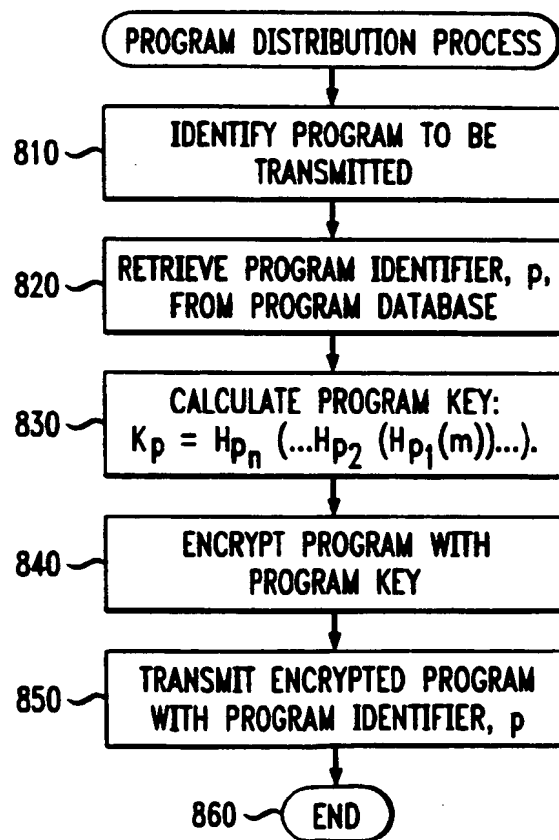 PROGRAM DISTRIBUTION PROCESS
810
IDENTIFY PROGRAM TO BE
TRANSMITTED
820
RETRIEVE PROGRAM IDENTIFIER, p,
FROM PROGRAM DATABASE
830
CALCULATE PROGRAM KEY:
Kp = Hpn (...Hp2 (Hp1(m))...).
840
ENCRYPT PROGRAM WITH
PROGRAM KEY
850
TRANSMIT ENCRYPTED PROGRAM
WITH PROGRAM IDENTIFIER, p
860
END